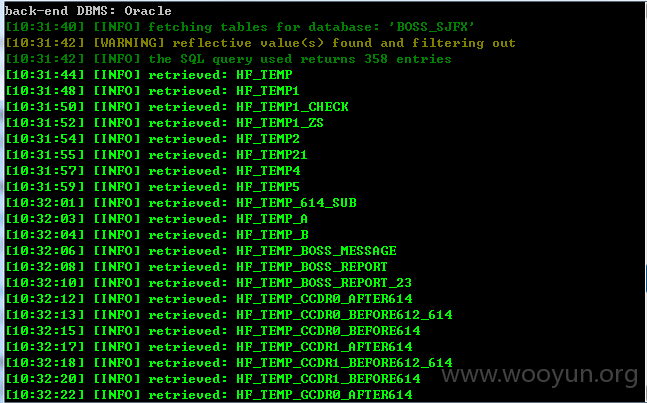 back-end DBMS: Oracle
[10:31:40] [INFO] fetching tables for database: 'BOSS_SJFX'
[10:31:42] [WARNING] reflective value(s) found and filtering out
[10:31:42] [INFO] the SQL query used returns 358 entries
[10:31:44] [INFO] retrieved: HF_TEMP
[10:31:48] [INFO] retrieved: HF_TEMP1
[10:31:50] [INFO] retrieved: HF_TEMP1_CHECK
[10:31:52] [INFO] retrieved: HF_TEMP1_ZS
[10:31:54] [INFO] retrieved: HF_TEMP2
[10:31:55] [INFO] retrieved: HF_TEMP21
[10:31:57] [INFO] retrieved: HF_TEMP4
[10:31:59] [INFO] retrieved: HF_TEMP5
[10:32:01] [INFO] retrieved: HF_TEMP_614_SUB
[10:32:03] [INFO] retrieved: HF_TEMP_A
[10:32:04] [INFO] retrieved: HF_TEMP_B
[10:32:06] [INFO] retrieved: HF_TEMP_BOSS_MESSAGE
[10:32:08] [INFO] retrieved: HF_TEMP_BOSS_REPORT
[10:32:10] [INFO] retrieved: HF_TEMP_BOSS_REPORT_23
[10:32:12] [INFO] retrieved: HF_TEMP_CCDR0_AFTER614
[10:32:13] [INFO] retrieved: HF_TEMP_CCDR0_BEFORE612_614
[10:32:15] [INFO] retrieved: HF_TEMP_CCDR0_BEFORE614
[10:32:17] [INFO] retrieved: HF_TEMP_CCDR1_AFTER614
[10:32:18] [INFO] retrieved: HF_TEMP_CCDR1_BEFORE612_614
[10:32:20] [INFO] retrieved: HF_TEMP_CCDR1_BEFORE614
[10:32:22] [INFO] retrieved: HF_TEMP_GCDR0_AFTER614
www.wooyun.org